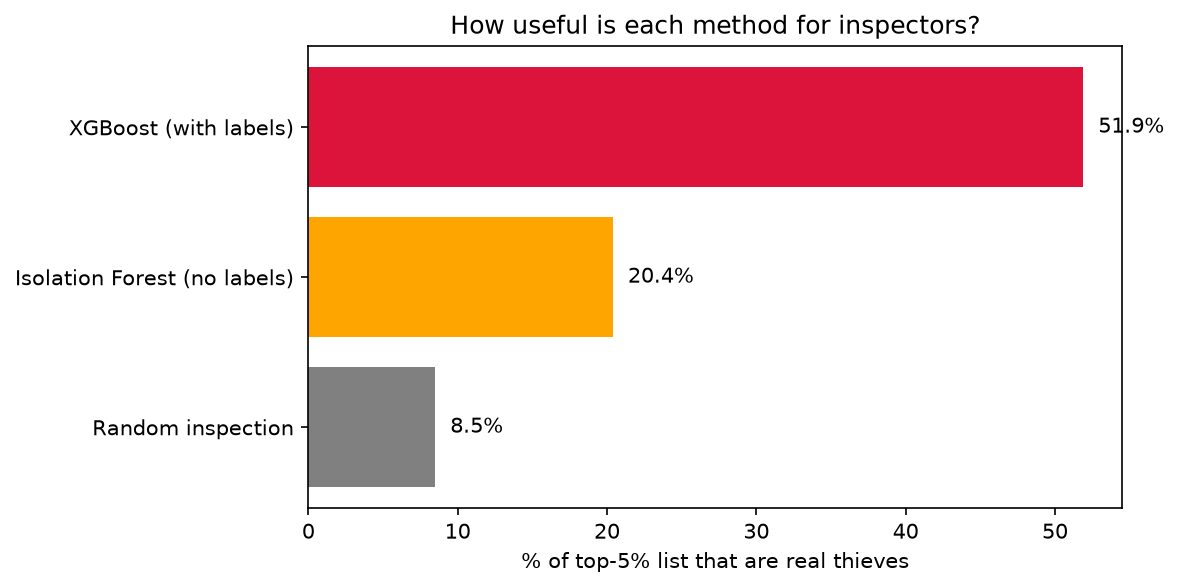 How useful is each method for inspectors?
XGBoost (with labels)
51.9%
Isolation Forest (no labels)
20.4%
Random inspection
8.5%
0 10 20 30 40 50
% of top-5% list that are real thieves